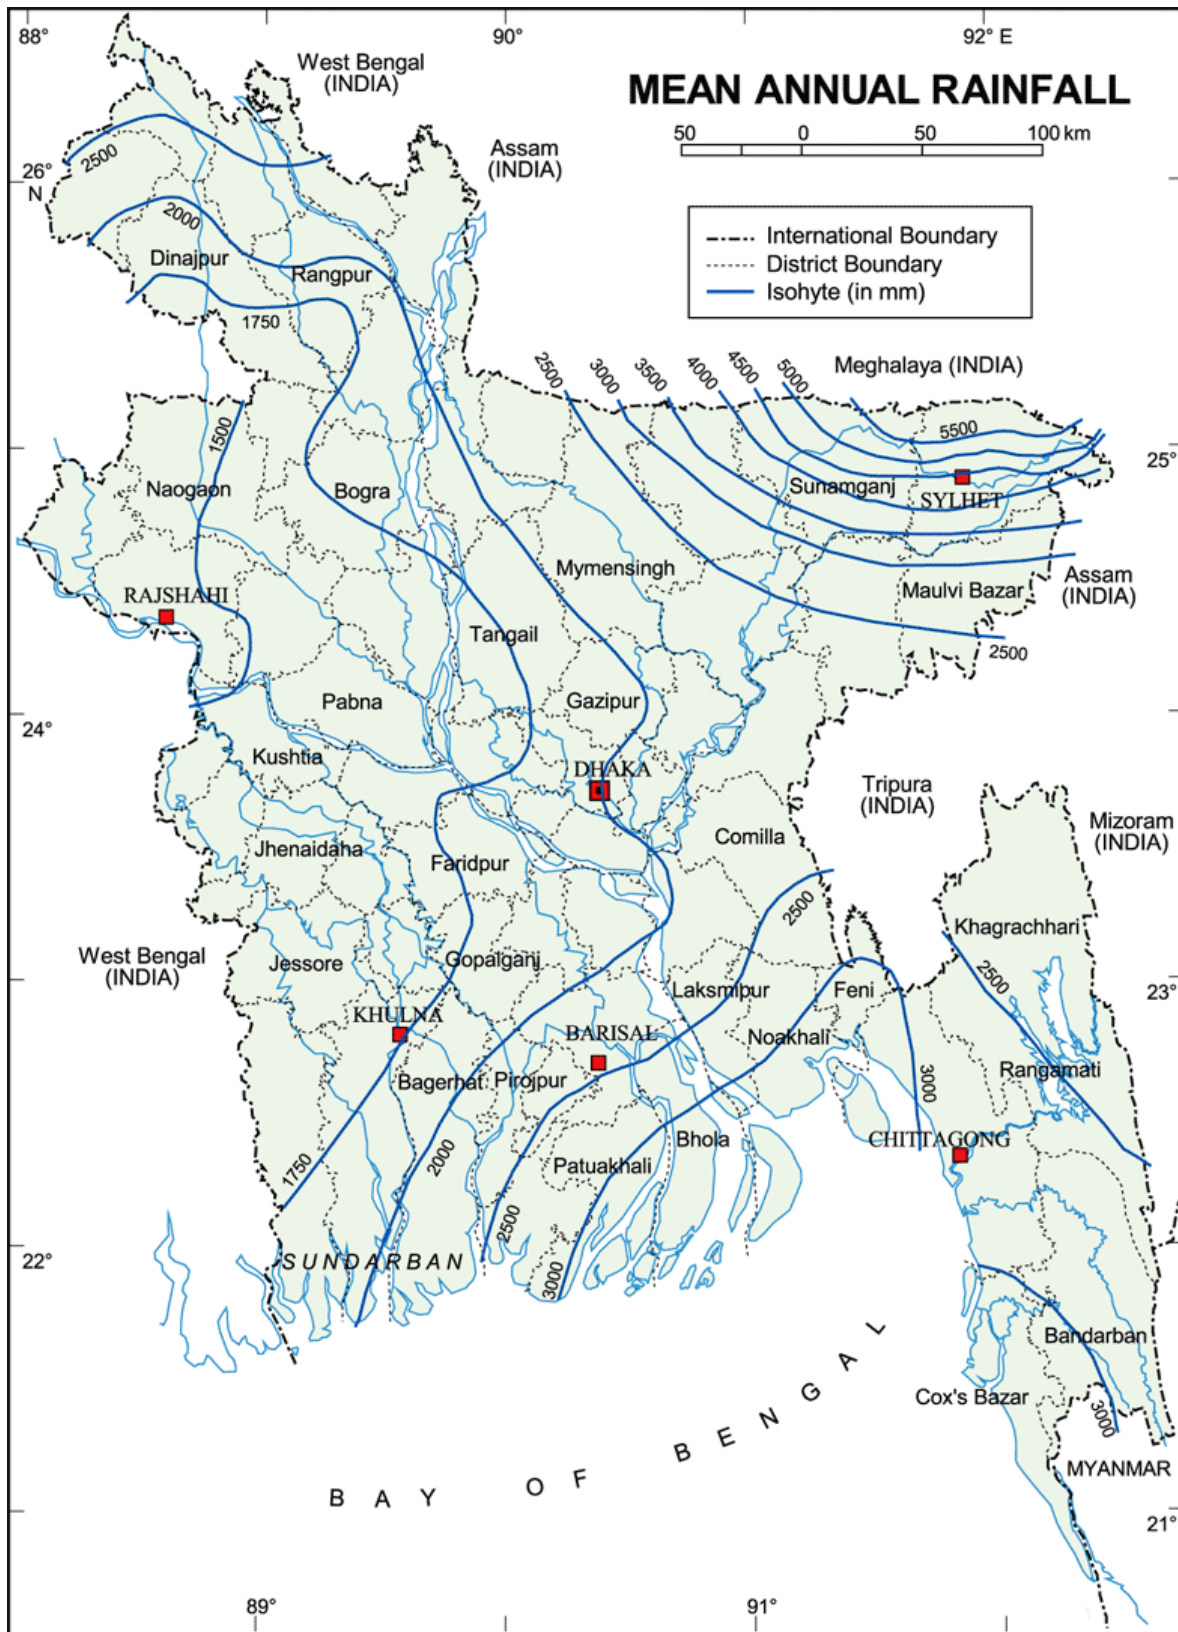 88°
90°
92° E
West Bengal
(INDIA)
MEAN ANNUAL RAINFALL
50 0 50 100 km
Assam
(INDIA)
2500
26°
N
2000
International Boundary
District Boundary
Isohyte (in mm)
Dinajpur
Rangpur
1750
2500
3000
3500
4000
4500
5000
Meghalaya (INDIA)
1500
5500
25°
Naogaon
Bogra
Sunamganj
SYLHET
Mymensingh
Maulvi Bazar
Assam
(INDIA)
RAJSHAHI
Tangail
2500
Pabna
Gazipur
24°
Kushtia
DHAKA
Tripura
(INDIA)
Mizoram
(INDIA)
Comilla
Jhenaidaha
Faridpur
2500
Khagrachhari
West Bengal
(INDIA)
Jessore
Gopalganj
2500
Laksmipur
Feni
23°
KHULNA
BARISAL
Noakhali
Bagerhat
Pirojpur
3000
Rangamati
CHITTAGONG
Bhola
1750
2000
Patuakhali
2500
22°
SUNDARBAN
3000
Bandarban
Cox's Bazar
3000
MYANMAR
BAY OF BENGAL
21°
89°
91°